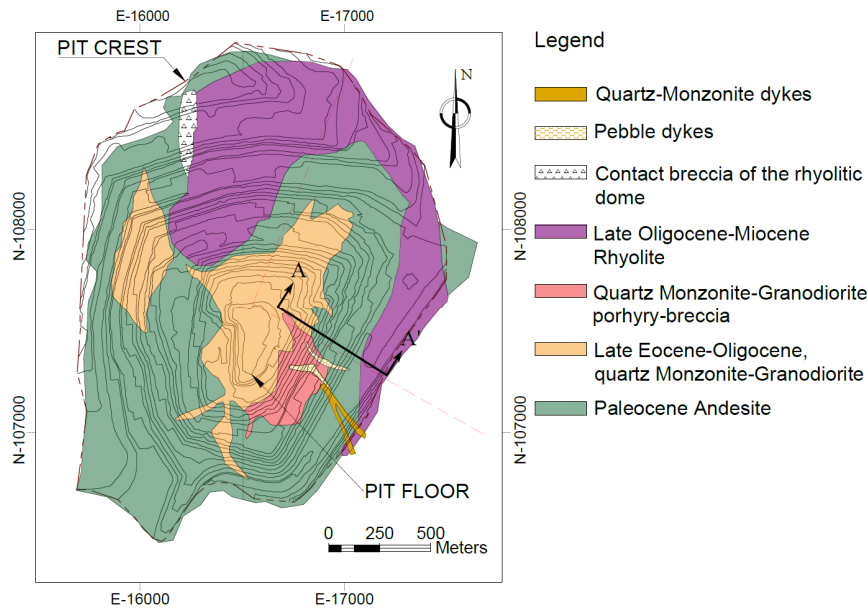 E-16000
E-17000
PIT CREST
N
N-108000
N-108000
A
A'
N-107000
N-107000
PIT FLOOR
0 250 500
Meters
E-16000
E-17000
Legend
Quartz-Monzonite dykes
Pebble dykes
Contact breccia of the rhyolitic
dome
Late Oligocene-Miocene
Rhyolite
Quartz Monzonite-Granodiorite
porhyry-breccia
Late Eocene-Oligocene,
quartz Monzonite-Granodiorite
Paleocene Andesite